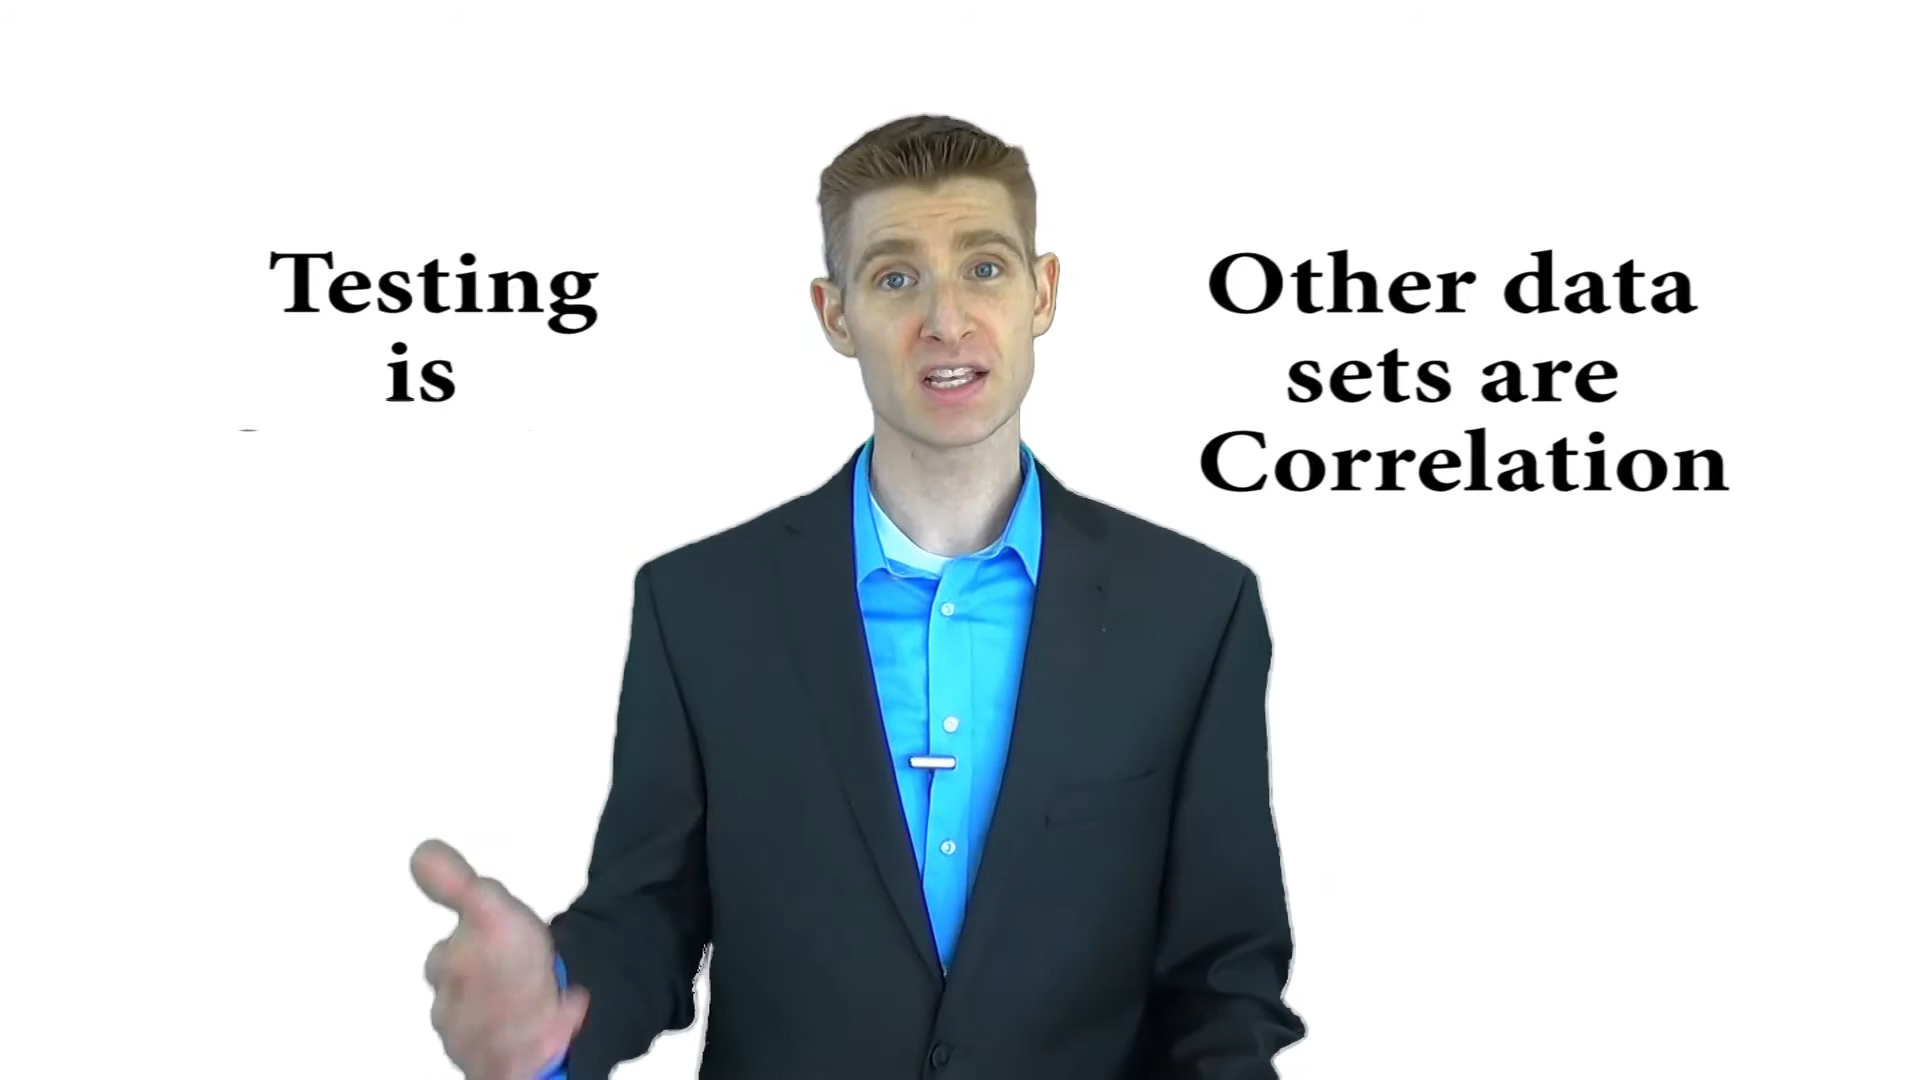 Testing
is
Other data
sets are
Correlation